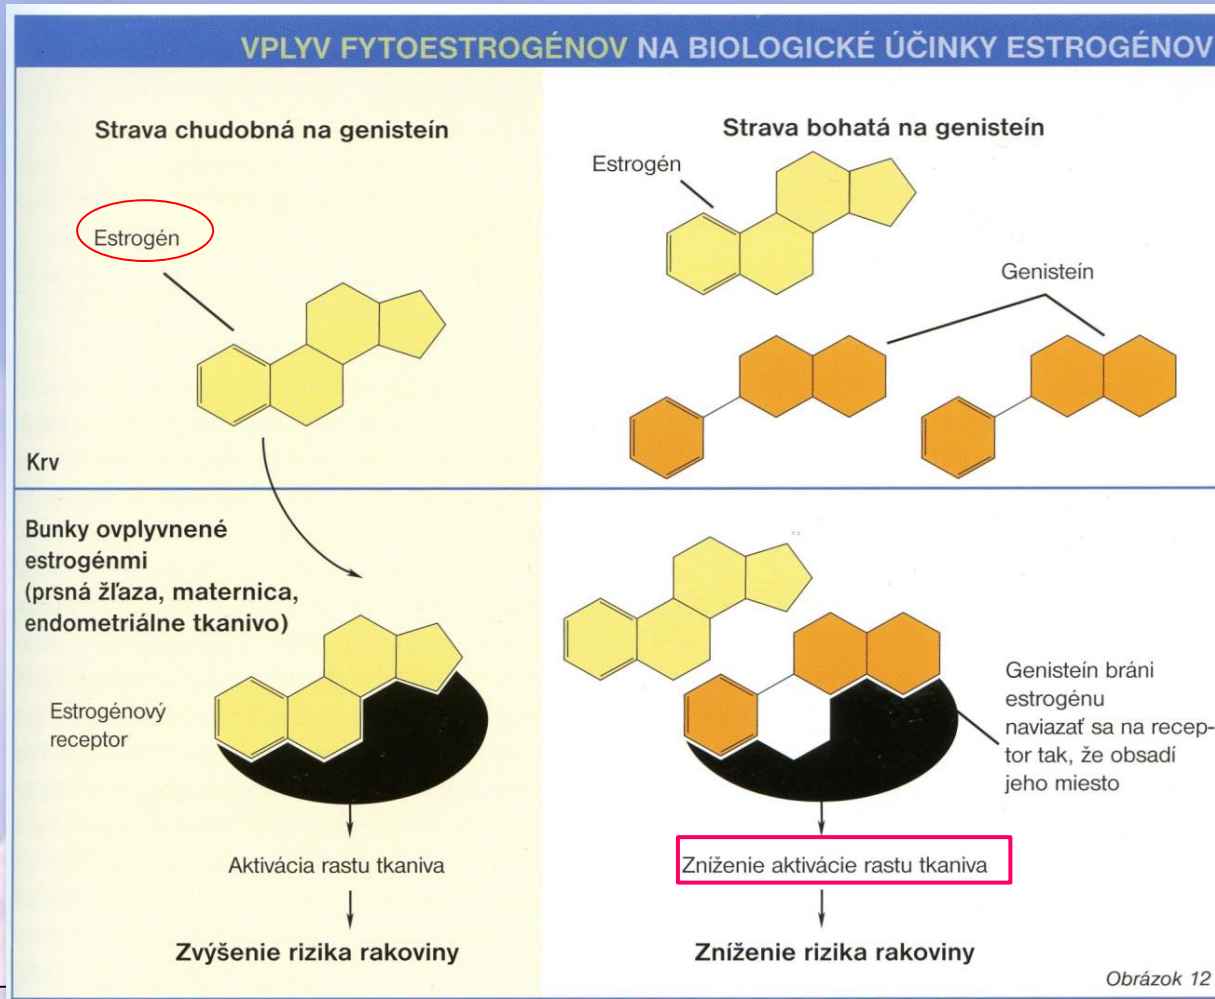 VPLYV FYTOESTROGÉNOV NA BIOLOGICKÉ ÚČINKY ESTROGÉNOV
Strava chudobná na genisteín
Estrogén
Krv
Bunky ovplyvnené
estrogénmi
(prsná žľaza, maternica,
endometriálne tkanivo)
Estrogénový
receptor
Aktivácia rastu tkaniva
Zvýšenie rizika rakoviny
Strava bohatá na genisteín
Estrogén
Genisteín
Genisteín bráni
estrogénu
naviazať sa na recep-
tor tak, že obsadí
jeho miesto
Zníženie aktivácie rastu tkaniva
Zníženie rizika rakoviny
Obrázok 12